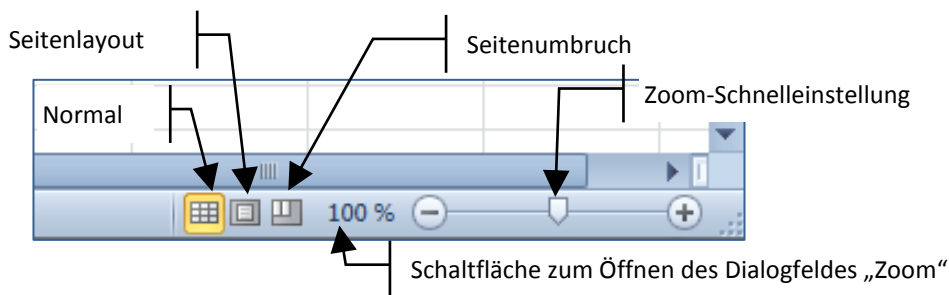 Seitenlayout
Seitenumbruch
Zoom-Schnelleinstellung
Normal
100 %
Schaltfläche zum Öffnen des Dialogfeldes „Zoom“